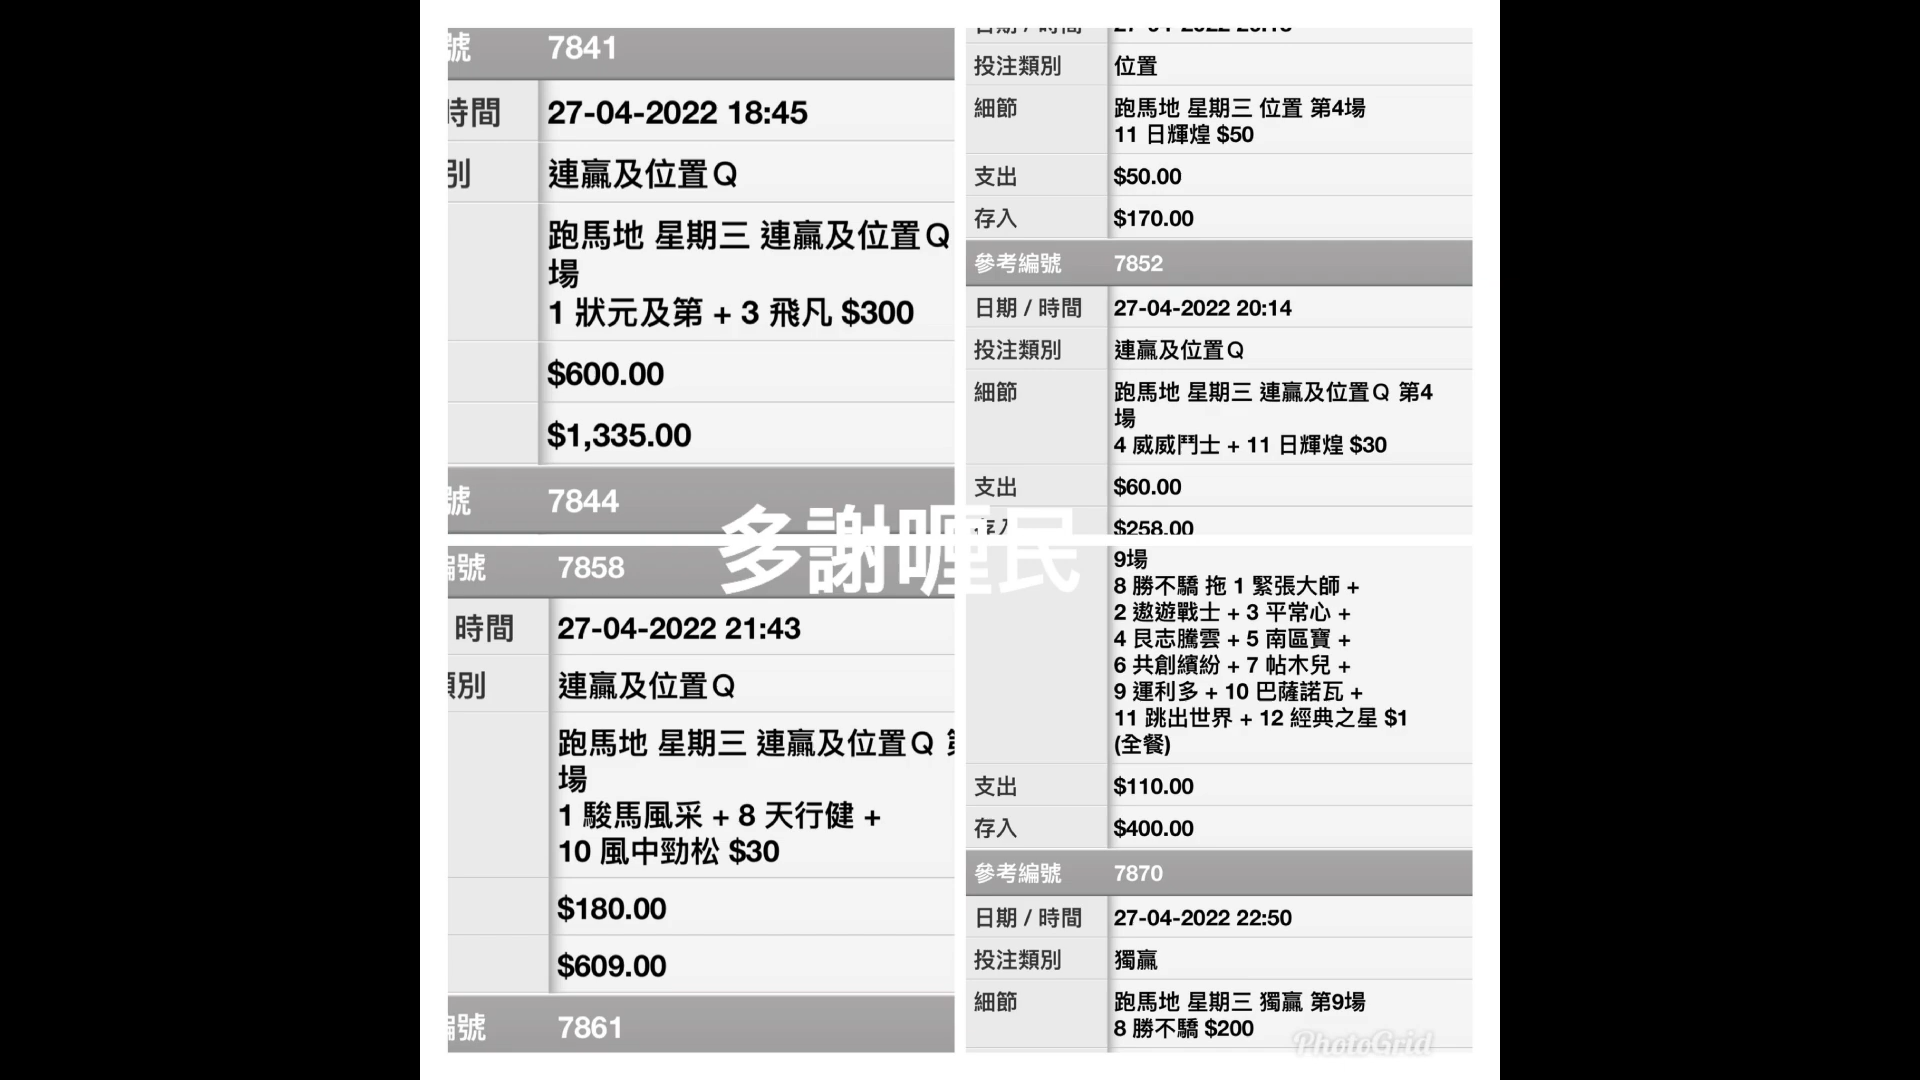 號 7841
時間 27-04-2022 18:45
別 連贏及位置Q
跑馬地 星期三 連贏及位置Q
場
1 狀元及第 + 3 飛凡 $300
$600.00
$1,335.00
號 7844
27-04-2022
投注類別 位置
細節 跑馬地 星期三 位置 第4場
11 日輝煌 $50
支出 $50.00
存入 $170.00
參考編號 7852
日期 / 時間 27-04-2022 20:14
投注類別 連贏及位置Q
細節 跑馬地 星期三 連贏及位置Q 第4
場
4 威威鬥士 + 11 日輝煌 $30
支出 $60.00
存入 $258.00
多謝喱民
編號 7858
時間 27-04-2022 21:43
類別 連贏及位置Q
跑馬地 星期三 連贏及位置Q 第
場
1 駿馬風采 + 8 天行健 +
10 風中勁松 $30
$180.00
$609.00
編號 7861
9場
8 勝不驕 拖 1 緊張大師 +
2 遨遊戰士 + 3 平常心 +
4 艮志騰雲 + 5 南區寶 +
6 共創繽紛 + 7 帖木兒 +
9 運利多 + 10 巴薩諾瓦 +
11 跳出世界 + 12 經典之星 $1
(全餐)
支出 $110.00
存入 $400.00
參考編號 7870
日期 / 時間 27-04-2022 22:50
投注類別 獨贏
細節 跑馬地 星期三 獨贏 第9場
8 勝不驕 $200
PhotoGrid